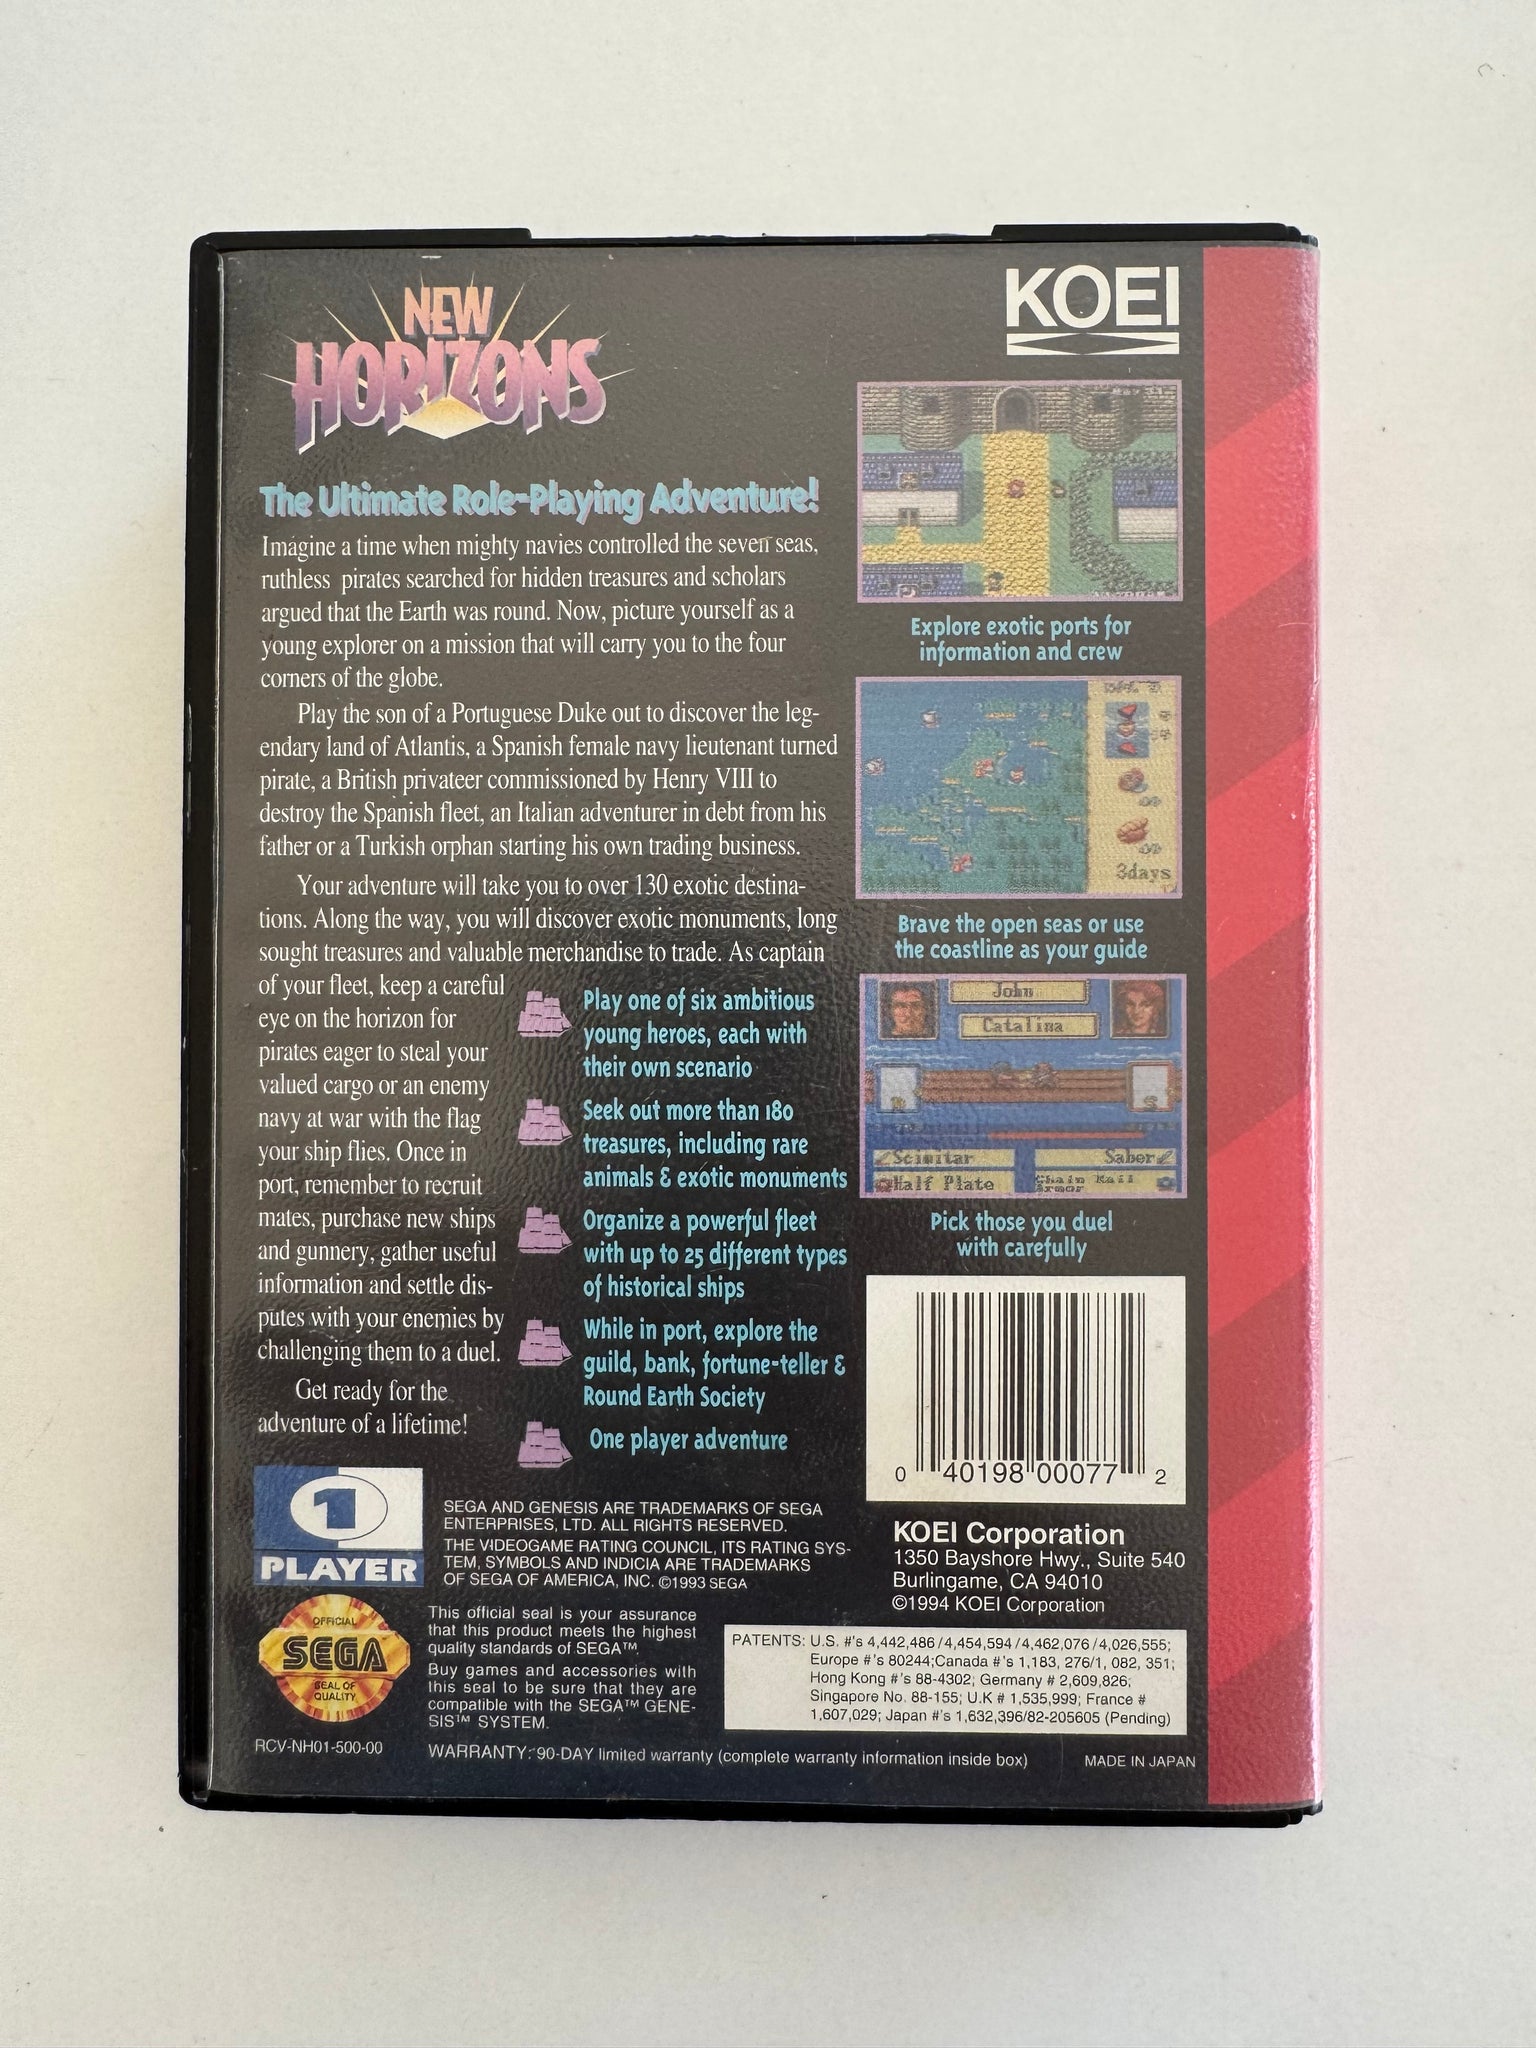 NEW
HORIZONS
KOEI
The Ultimate Role-Playing Adventure!
Imagine a time when mighty navies controlled the seven seas,
ruthless pirates searched for hidden treasures and scholars
argued that the Earth was round. Now, picture yourself as a
young explorer on a mission that will carry you to the four
corners of the globe.
Play the son of a Portuguese Duke out to discover the leg-
endary land of Atlantis, a Spanish female navy lieutenant turned
pirate, a British privateer commissioned by Henry VIII to
destroy the Spanish fleet, an Italian adventurer in debt from his
father or a Turkish orphan starting his own trading business.
Your adventure will take you to over 130 exotic destina-
tions. Along the way, you will discover exotic monuments, long
sought treasures and valuable merchandise to trade. As captain
of your fleet, keep a careful
eye on the horizon for
pirates eager to steal your
valued cargo or an enemy
navy at war with the flag
your ship flies. Once in
port, remember to recruit
mates, purchase new ships
and gunnery, gather useful
information and settle dis-
putes with your enemies by
challenging them to a duel.
Get ready for the
adventure of a lifetime!
Play one of six ambitious
young heroes, each with
their own scenario
Seek out more than 180
treasures, including rare
animals & exotic monuments
Organize a powerful fleet
with up to 25 different types
of historical ships
While in port, explore the
guild, bank, fortune-teller &
Round Earth Society
One player adventure
Explore exotic ports for
information and crew
3days
Brave the open seas or use
the coastline as your guide
John
Catalina
Scimitar
Saber
Half Plate
Chain Mail
Armor
Pick those you duel
with carefully
0 40198 00077 2
KOEI Corporation
1350 Bayshore Hwy., Suite 540
Burlingame, CA 94010
©1994 KOEI Corporation
1
PLAYER
SEGA AND GENESIS ARE TRADEMARKS OF SEGA
ENTERPRISES, LTD. ALL RIGHTS RESERVED.
THE VIDEOGAME RATING COUNCIL, ITS RATING SYS-
TEM, SYMBOLS AND INDICIA ARE TRADEMARKS
OF SEGA OF AMERICA, INC. ©1993 SEGA
OFFICIAL
SEGA
SEAL OF
QUALITY
This official seal is your assurance
that this product meets the highest
quality standards of SEGA™.
Buy games and accessories with
this seal to be sure that they are
compatible with the SEGA™ GENE-
SIS™ SYSTEM.
PATENTS: U.S. #'s 4,442,486/4,454,594/4,462,076/4,026,555;
Europe #'s 80244;Canada #'s 1,183, 276/1, 082, 351;
Hong Kong #'s 88-4302; Germany # 2,609,826;
Singapore No. 88-155; U.K # 1,535,999; France #
1,607,029; Japan #'s 1,632,396/82-205605 (Pending)
RCV-NH01-500-00
WARRANTY: 90-DAY limited warranty (complete warranty information inside box)
MADE IN JAPAN